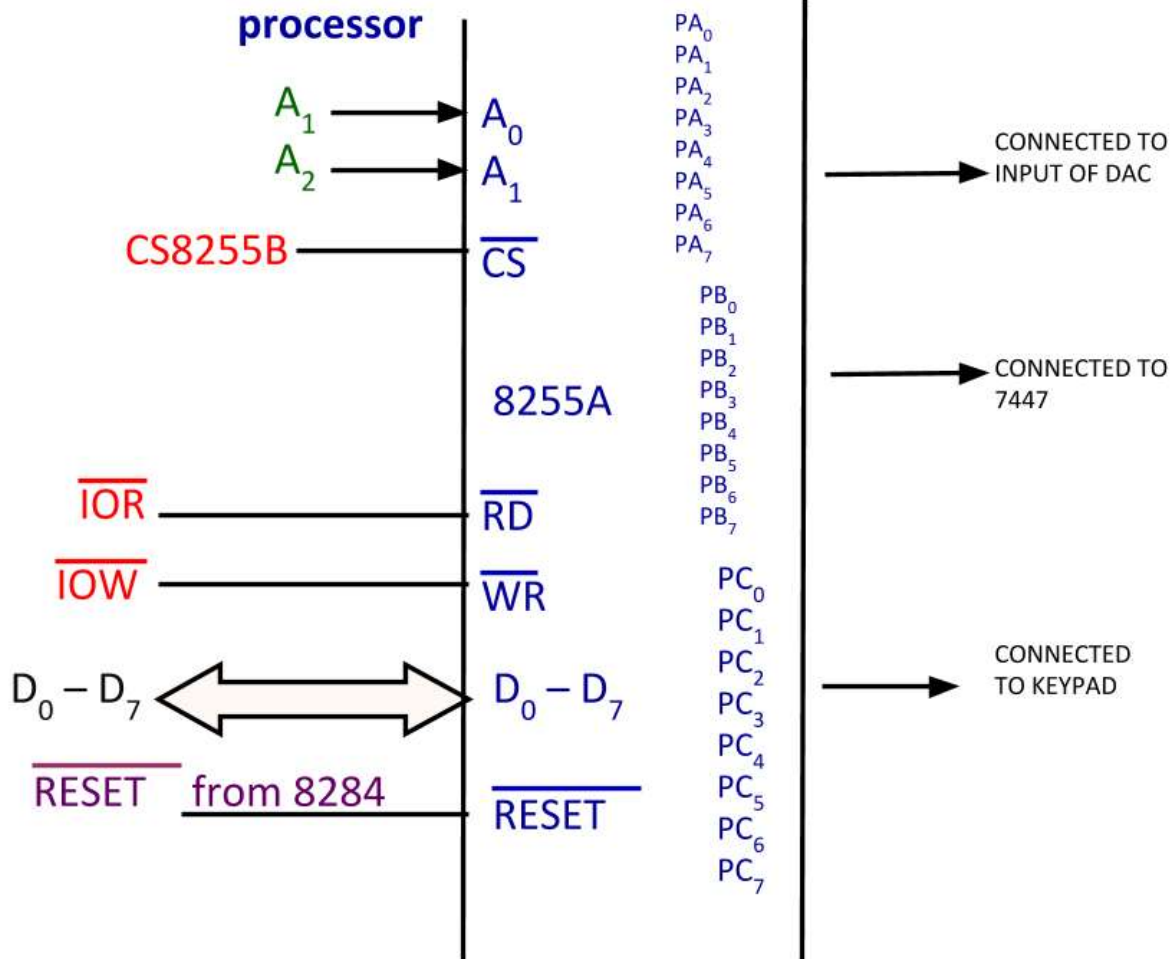 processor
A1
A2
CS8255B
IOR
IOW
D0 – D7
RESET from 8284
A0
A1
CS
8255A
RD
WR
D0 – D7
RESET
PA0
PA1
PA2
PA3
PA4
PA5
PA6
PA7
PB0
PB1
PB2
PB3
PB4
PB5
PB6
PB7
PC0
PC1
PC2
PC3
PC4
PC5
PC6
PC7
CONNECTED TO
INPUT OF DAC
CONNECTED TO
7447
CONNECTED
TO KEYPAD